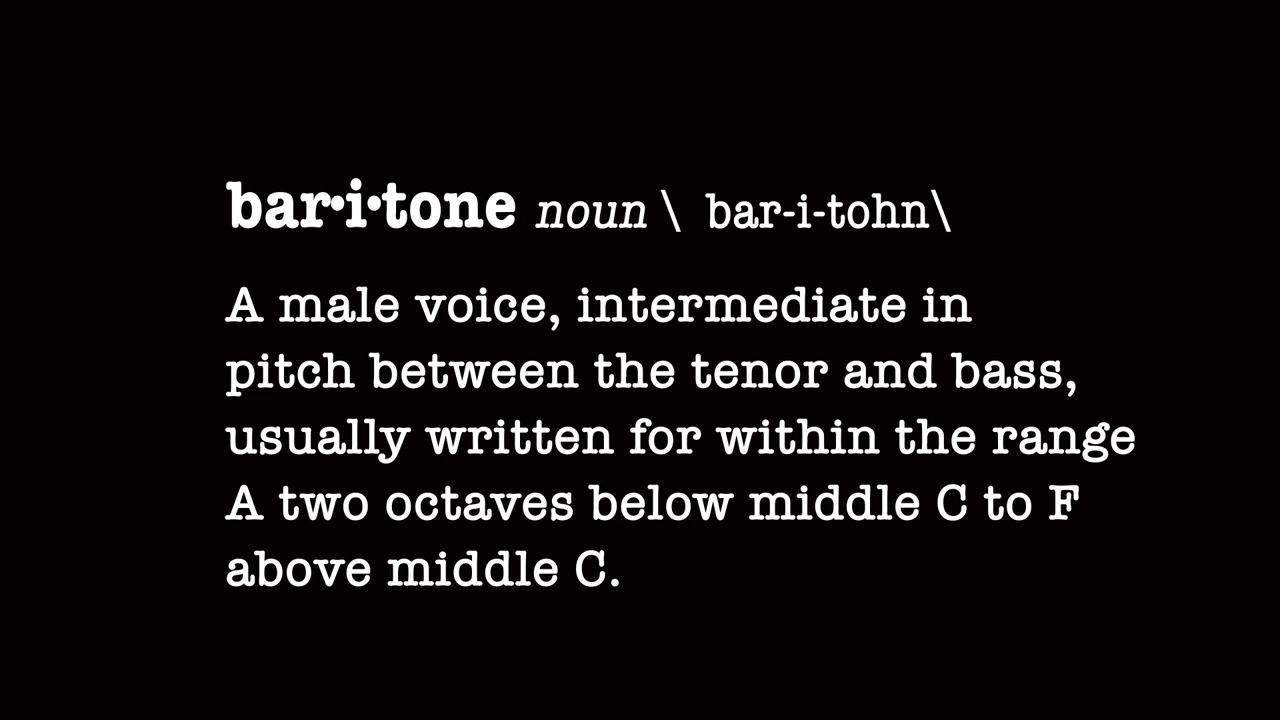 bar•i•tone noun \ bar-i-tohn\
A male voice, intermediate in
pitch between the tenor and bass,
usually written for within the range
A two octaves below middle C to F
above middle C.